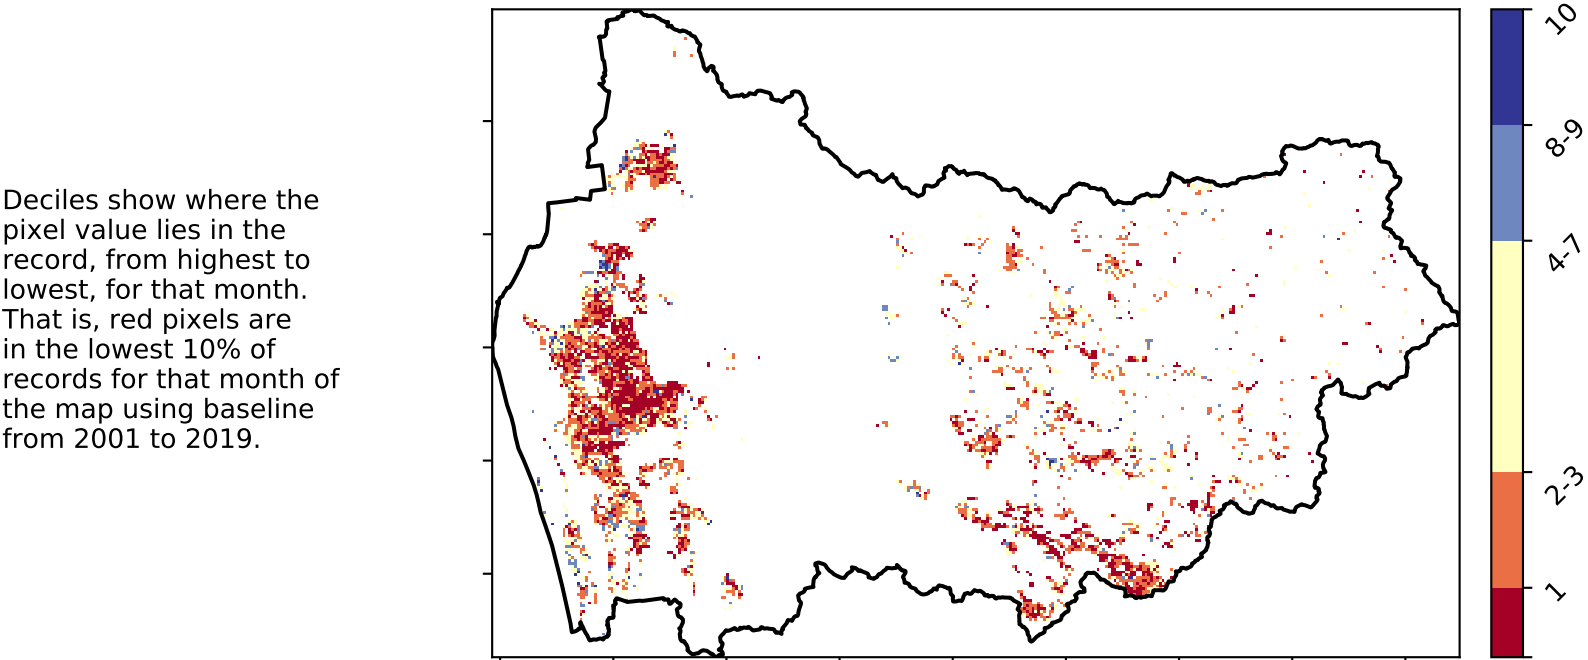 Deciles show where the
pixel value lies in the
record, from highest to
lowest, for that month.
That is, red pixels are
in the lowest 10% of
records for that month of
the map using baseline
from 2001 to 2019.
10
8-9
4-7
2-3
1